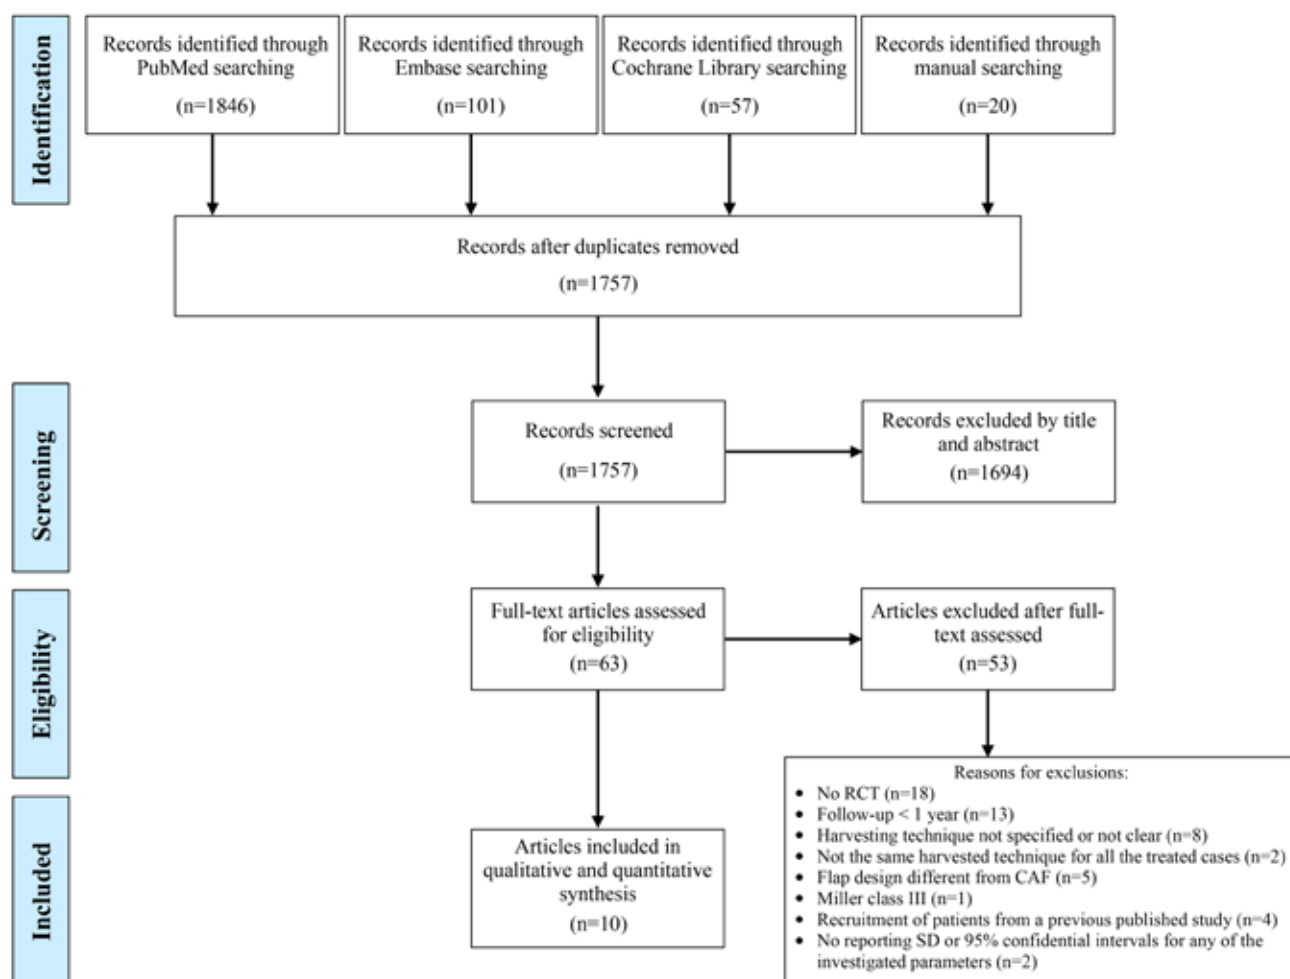 Identification
Records identified through
PubMed searching
(n=1846)
Records identified through
Embase searching
(n=101)
Records identified through
Cochrane Library searching
(n=57)
Records identified through
manual searching
(n=20)
Records after duplicates removed
(n=1757)
Screening
Records screened
(n=1757)
Records excluded by title
and abstract
(n=1694)
Eligibility
Full-text articles assessed
for eligibility
(n=63)
Articles excluded after full-
text assessed
(n=53)
Reasons for exclusions:
• No RCT (n=18)
• Follow-up < 1 year (n=13)
• Harvesting technique not specified or not clear (n=8)
• Not the same harvested technique for all the treated cases (n=2)
• Flap design different from CAF (n=5)
• Miller class III (n=1)
• Recruitment of patients from a previous published study (n=4)
• No reporting SD or 95% confidential intervals for any of the
investigated parameters (n=2)
Included
Articles included in
qualitative and quantitative
synthesis
(n=10)